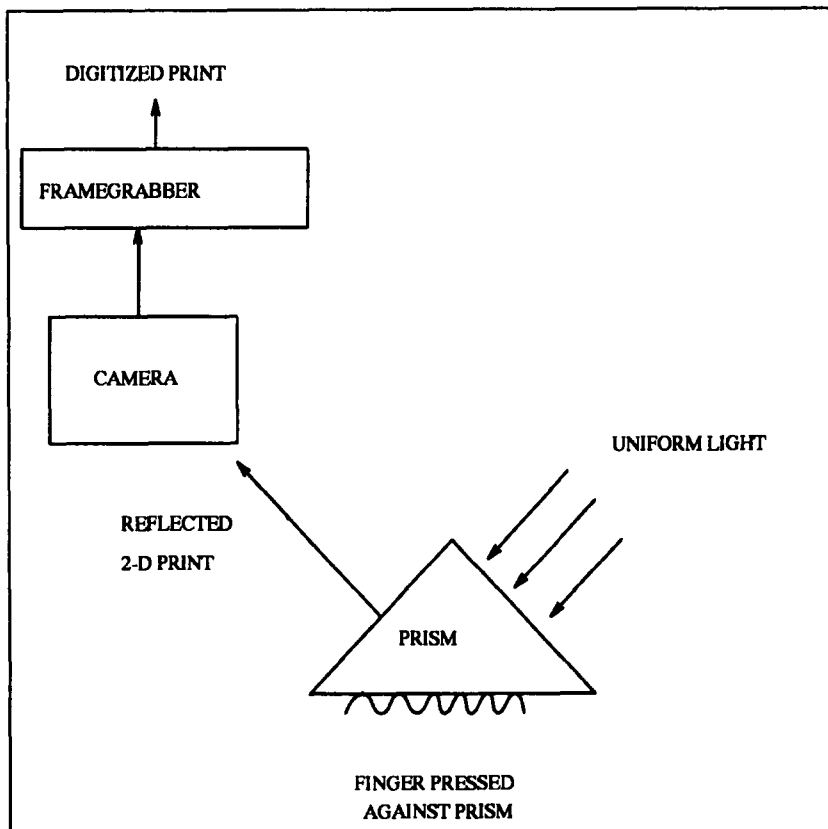 DIGITIZED PRINT
FRAMEGRABBER
CAMERA
UNIFORM LIGHT
REFLECTED
2-D PRINT
PRISM
FINGER PRESSED
AGAINST PRISM